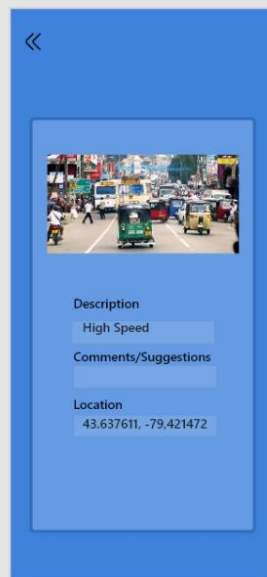 Description
High Speed
Comments/Suggestions
Location
43.637611, -79.421472